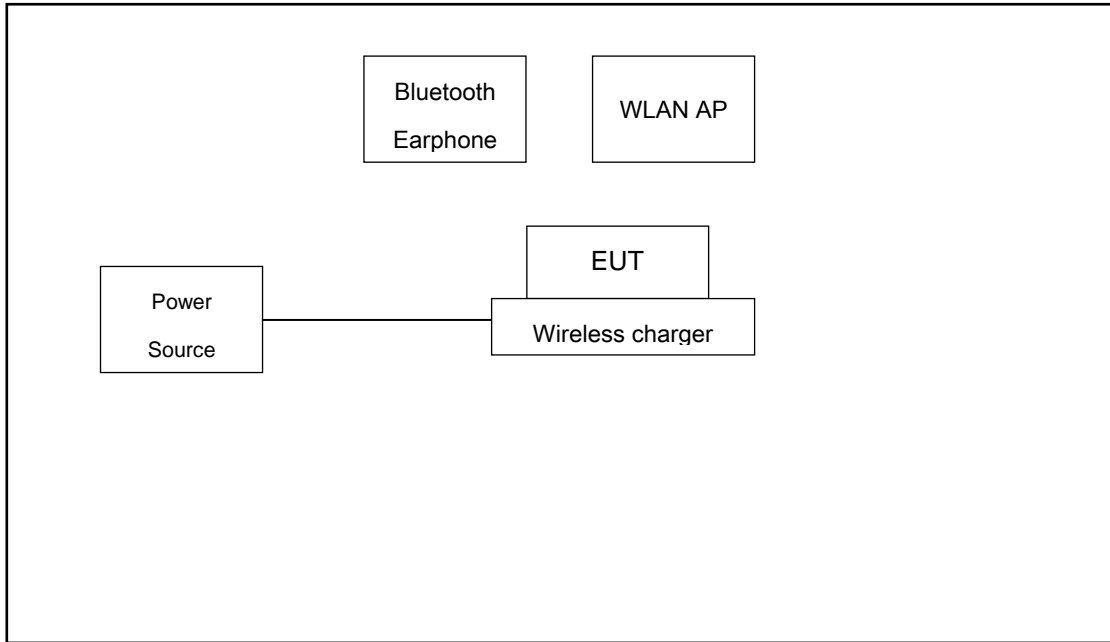 Bluetooth
Earphone
WLAN AP
EUT
Power
Source
Wireless charger